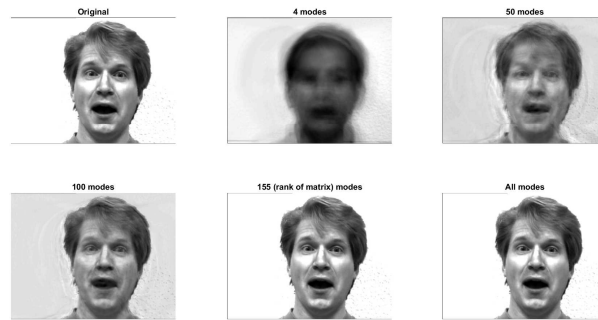 Original
4 modes
50 modes
100 modes
155 (rank of matrix) modes
All modes